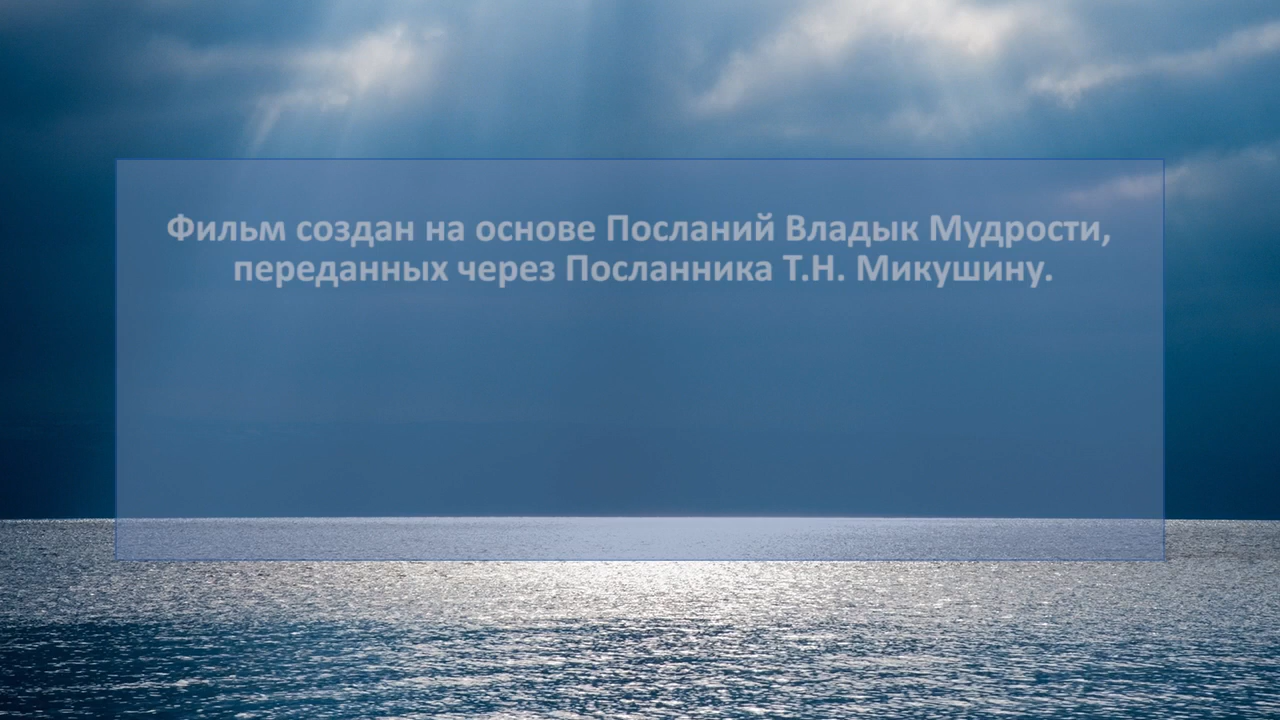 Фильм создан на основе Посланий Владык Мудрости,
переданных через Посланника Т.Н. Микушину.